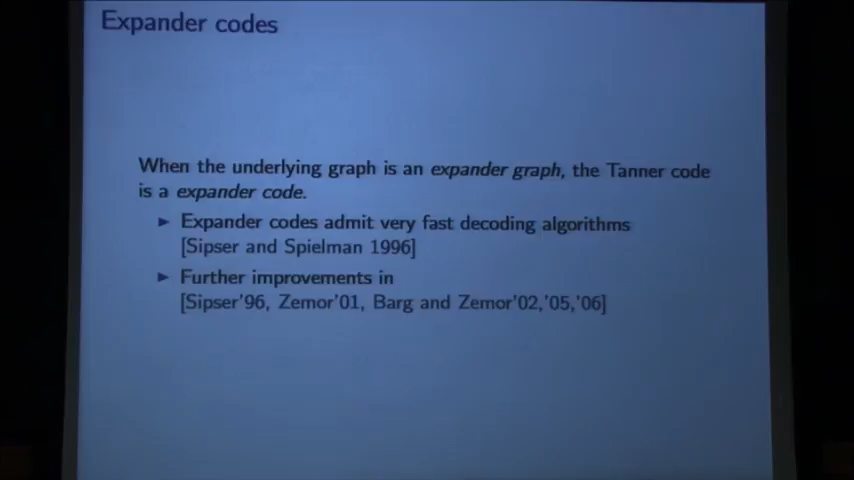 Expander codes
When the underlying graph is an expander graph, the Tanner code
is a expander code.
► Expander codes admit very fast decoding algorithms
[Sipser and Spielman 1996]
► Further improvements in
[Sipser'96, Zemor'01, Barg and Zemor'02,'05,'06]